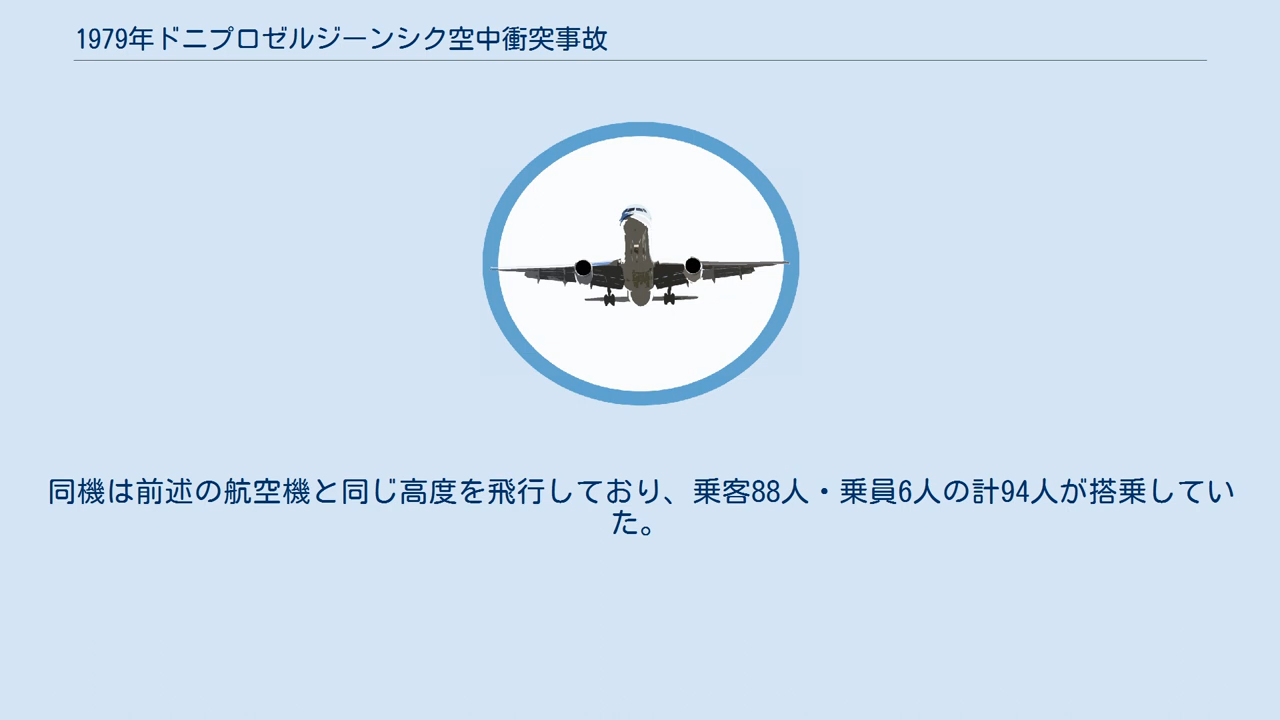 1979年ドニプロゼルジーンシク空中衝突事故
同機は前述の航空機と同じ高度を飛行しており、乗客88人・乗員6人の計94人が搭乗してい
た。